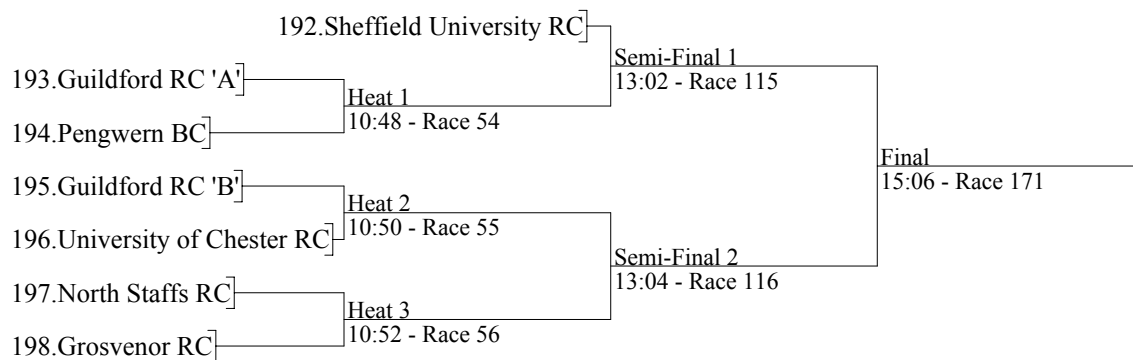 192.Sheffield University RC
Semi-Final 1
13:02 - Race 115
193.Guildford RC 'A'
Heat 1
10:48 - Race 54
194.Pengwern BC
Final
15:06 - Race 171
195.Guildford RC 'B'
Heat 2
10:50 - Race 55
196.University of Chester RC
Semi-Final 2
13:04 - Race 116
197.North Staffs RC
Heat 3
10:52 - Race 56
198.Grosvenor RC